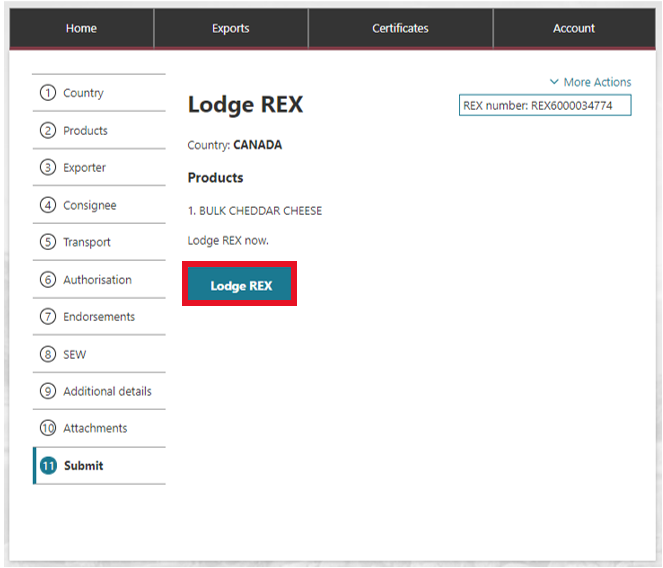 Home Exports Certificates Account
More Actions
REX number: REX6000034774
1 Country
2 Products
3 Exporter
4 Consignee
5 Transport
6 Authorisation
7 Endorsements
8 SEW
9 Additional details
10 Attachments
11 Submit
Lodge REX
Country: CANADA
Products
1. BULK CHEDDAR CHEESE
Lodge REX now.
Lodge REX